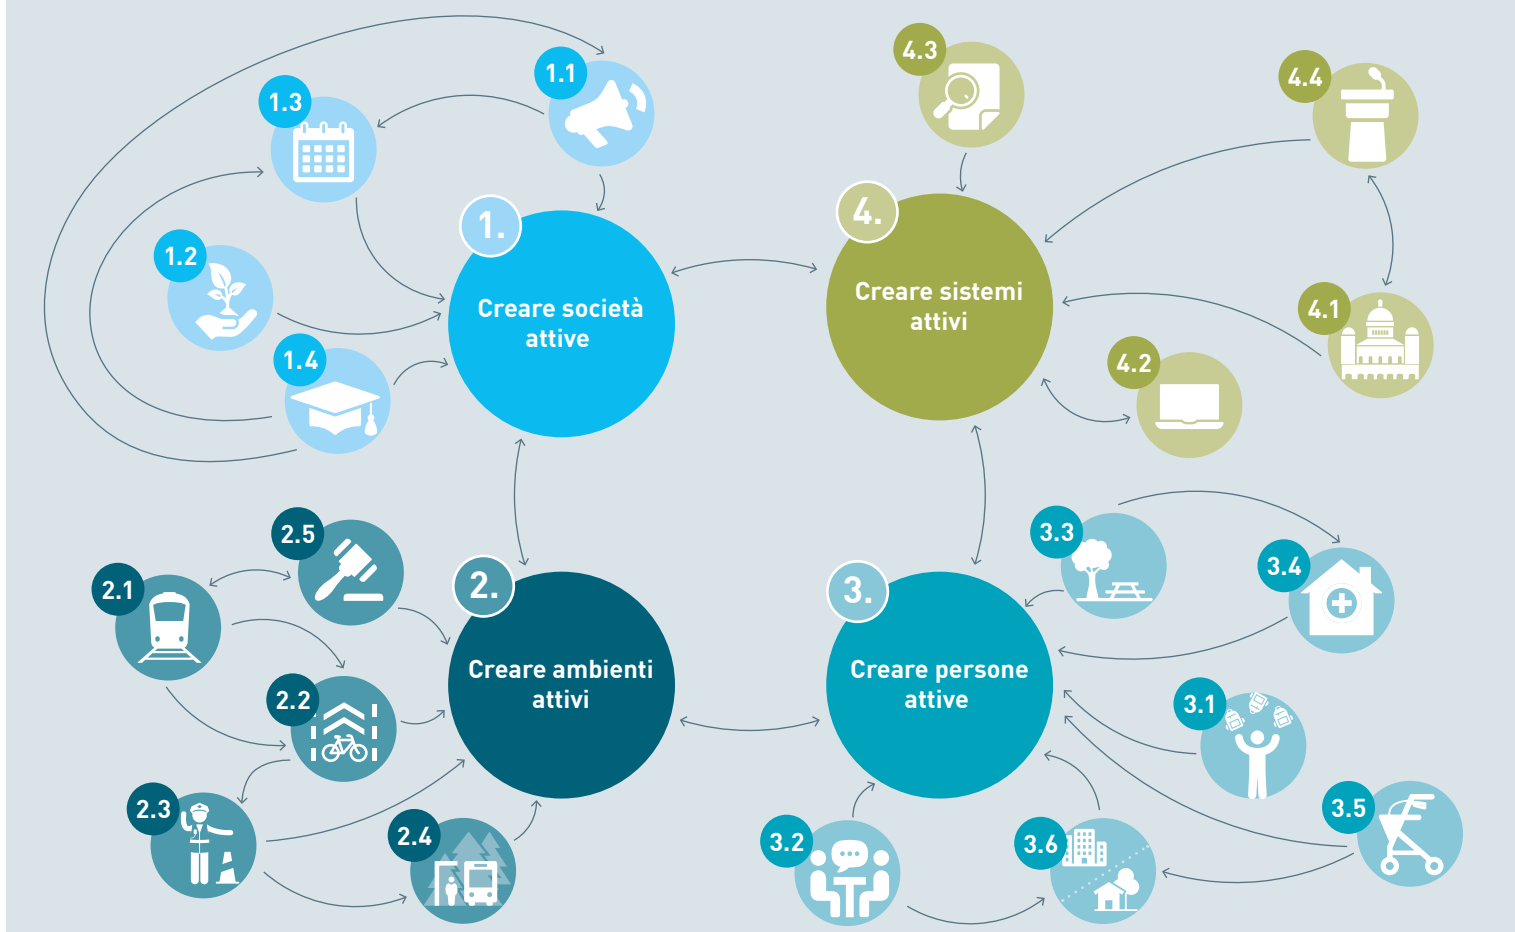 1.1
1.3
1.2
1.4
1.
Creare società
attive
4.3
4.4
4.1
4.2
4.
Creare sistemi
attivi
2.5
2.1
2.2
2.3
2.4
2.
Creare ambienti
attivi
3.3
3.4
3.1
3.5
3.6
3.2
3.
Creare persone
attive